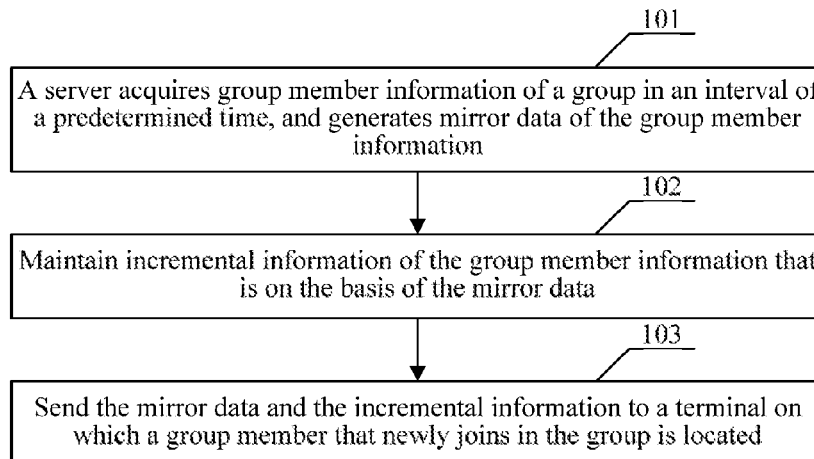 101
A server acquires group member information of a group in an interval of
a predetermined time, and generates mirror data of the group member
information
102
Maintain incremental information of the group member information that
is on the basis of the mirror data
103
Send the mirror data and the incremental information to a terminal on
which a group member that newly joins in the group is located